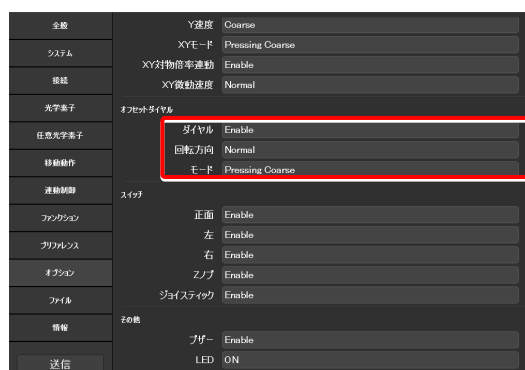 全般
システム
接続
光学素子
任意光学素子
移動動作
連動制御
ファンクション
プリファレンス
オプション
ファイル
情報
送信
Y速度 Coarse
XYモード Pressing Coarse
XY対物倍率連動 Enable
XY微動速度 Normal
オフセットダイヤル
ダイヤル Enable
回転方向 Normal
モード Pressing Coarse
スイッチ
正面 Enable
左 Enable
右 Enable
Zノブ Enable
ジョイスティック Enable
その他
ブザー Enable
LED ON